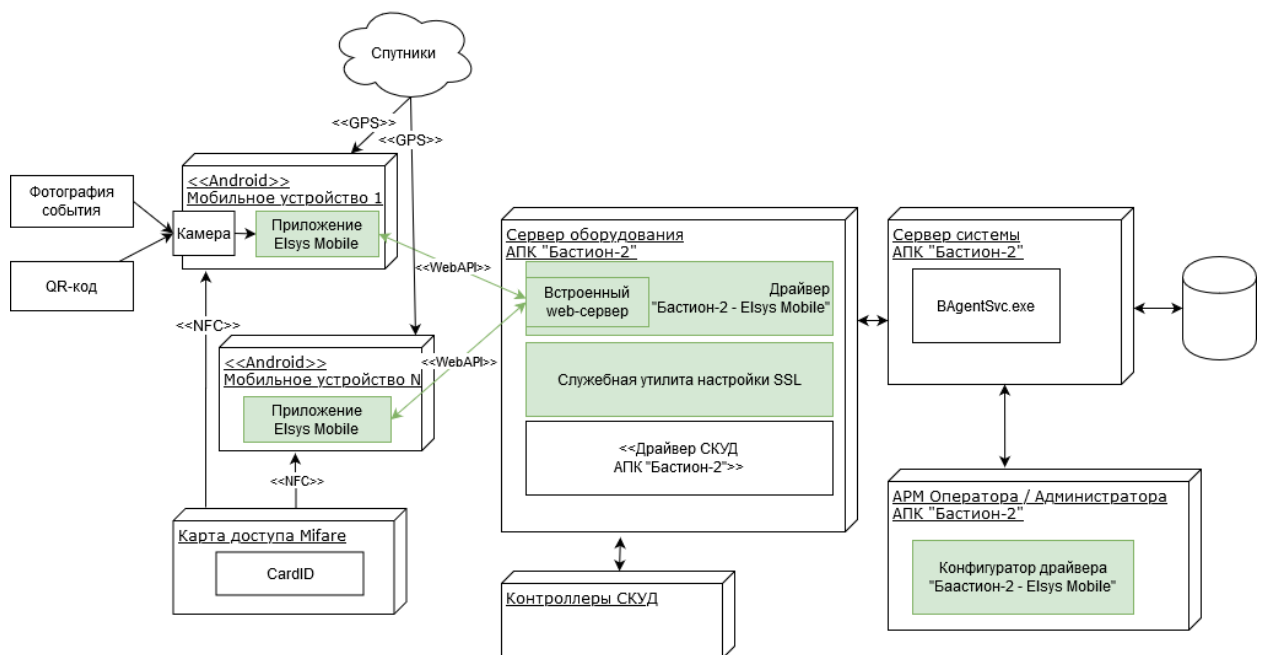 Спутники
<<GPS>>
<<GPS>>
<<Android>>
Мобильное устройство 1
Фотография
события
Камера
Приложение
Elsys Mobile
QR-код
<<WebAPI>>
<<NFC>>
<<Android>>
Мобильное устройство N
<<WebAPI>>
Приложение
Elsys Mobile
<<NFC>>
Карта доступа Mifare
CardID
Сервер оборудования
АПК "Бастион-2"
Встроенный
web-сервер
Драйвер
"Бастион-2 - Elsys Mobile"
Служебная утилита настройки SSL
<<Драйвер СКУД
АПК "Бастион-2">>
Контроллеры СКУД
Сервер системы
АПК "Бастион-2"
BAgentSvc.exe
АРМ Оператора / Администратора
АПК "Бастион-2"
Конфигуратор драйвера
"Баастион-2 - Elsys Mobile"